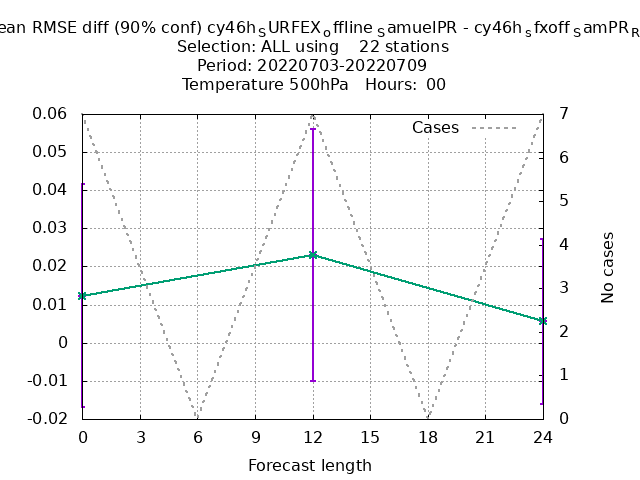 ean RMSE diff (90% conf) cy46h_SURFEX_offline_SamuelPR - cy46h_sfxoff_SamPR_R
Selection: ALL using 22 stations
Period: 20220703-20220709
Temperature 500hPa Hours: 00
Cases
0.06
0.05
0.04
0.03
0.02
0.01
0
-0.01
-0.02
7
6
5
4
3
2
1
0
No cases
0 3 6 9 12 15 18 21 24
Forecast length